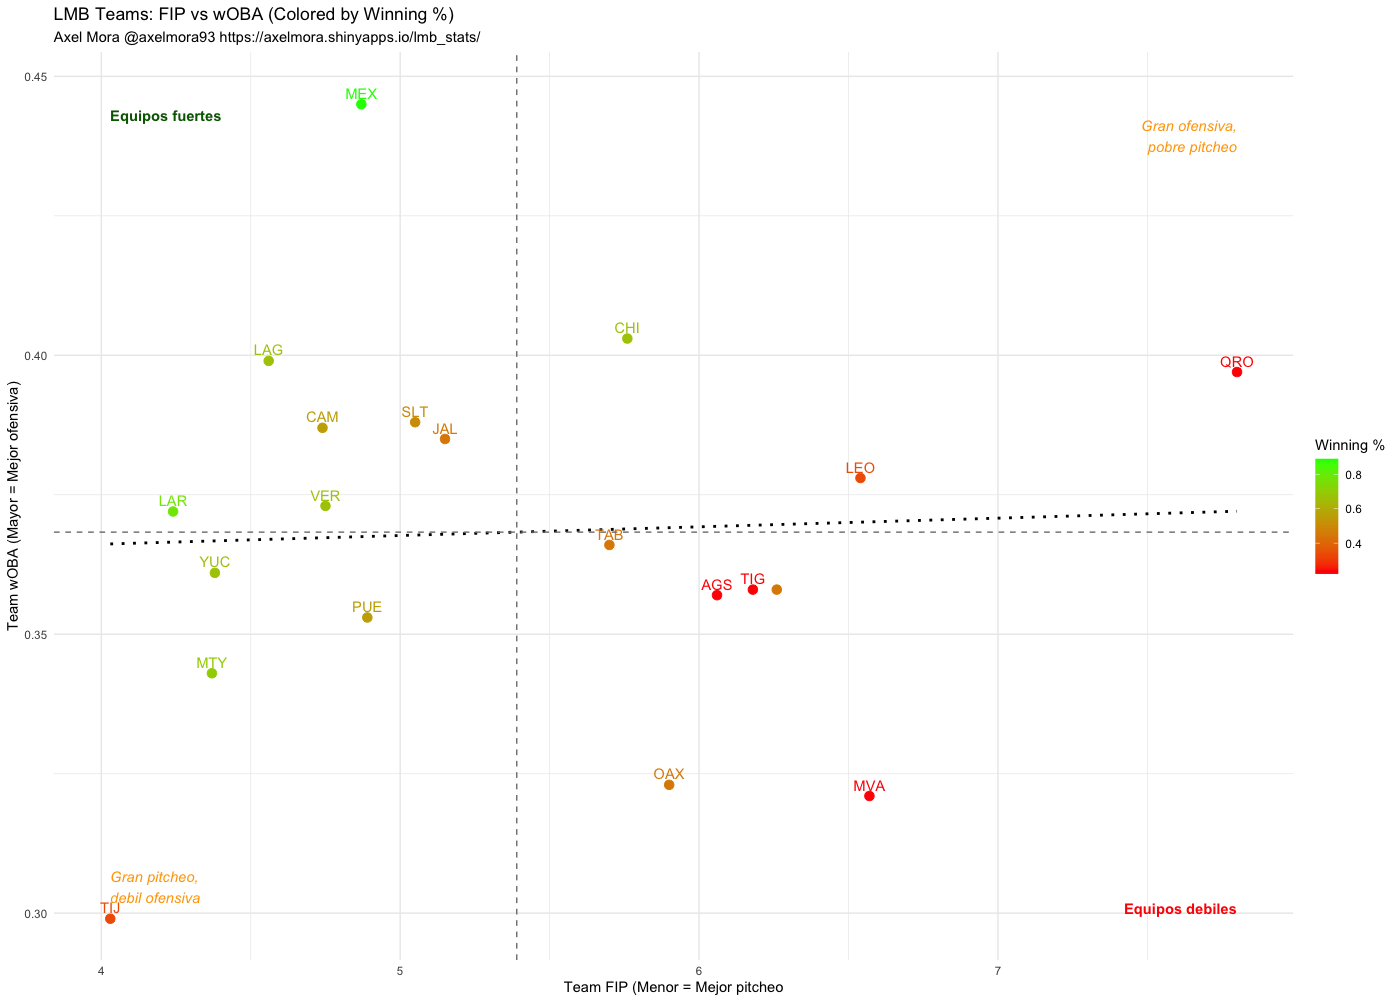 LMB Teams: FIP vs wOBA (Colored by Winning %)
Axel Mora @axelmora93 https://axelmora.shinyapps.io/lmb_stats/
0.45
MEX
Equipos fuertes
Gran ofensiva,
pobre pitcheo
CHI
LAG
0.40
QRO
CAM
SLT
JAL
Winning %
LEO
0.8
LAR
VER
0.6
TAB
0.4
YUC
AGS
TIG
PUE
Team wOBA (Mayor = Mejor ofensiva)
0.35
MTY
OAX
MVA
Gran pitcheo,
debil ofensiva
TIJ
0.30
Equipos debiles
4
5
6
7
Team FIP (Menor = Mejor pitcheo